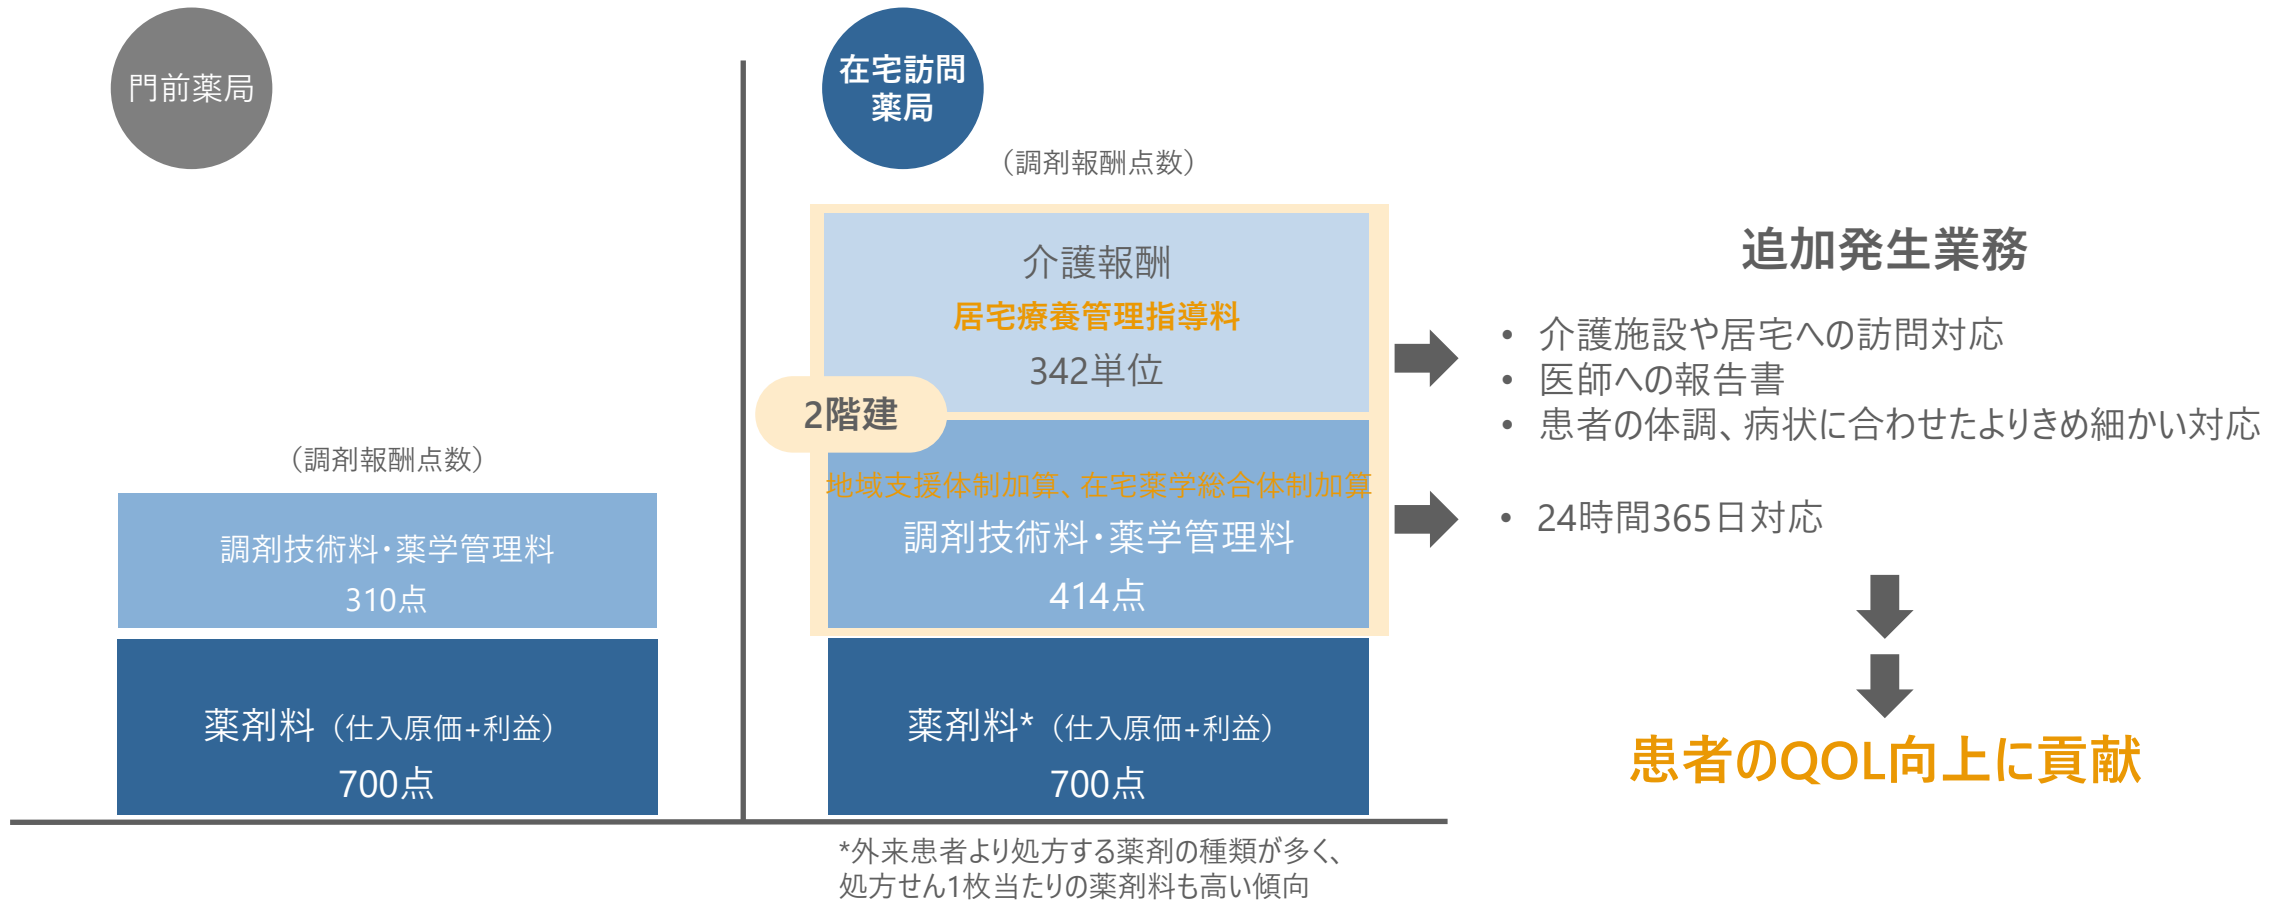 門前薬局
（調剤報酬点数）
調剤技術料・薬学管理料
310点
薬剤料（仕入原価+利益）
700点
在宅訪問
薬局
（調剤報酬点数）
介護報酬
居宅療養管理指導料
342単位
2階建
地域支援体制加算、在宅薬学総合体制加算
調剤技術料・薬学管理料
414点
薬剤料*（仕入原価+利益）
700点
*外来患者より処方する薬剤の種類が多く、
処方せん1枚当たりの薬剤料も高い傾向
追加発生業務
• 介護施設や居宅への訪問対応
• 医師への報告書
• 患者の体調、病状に合わせたよりきめ細かい対応
• 24時間365日対応
患者のQOL向上に貢献